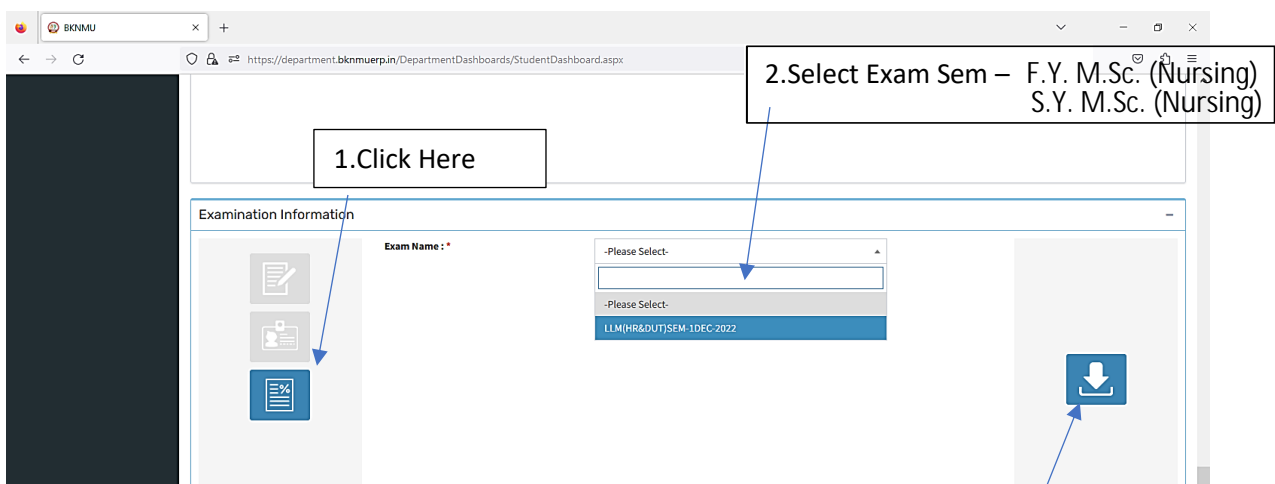 BKNMU
https://department.bknmuerp.in/DepartmentDashboards/StudentDashboard.aspx
2.Select Exam Sem – F.Y. M.Sc. (Nursing)
S.Y. M.Sc. (Nursing)
1.Click Here
Examination Information
Exam Name : *
-Please Select-
-Please Select-
LLM(HR&DUT)SEM-1DEC-2022